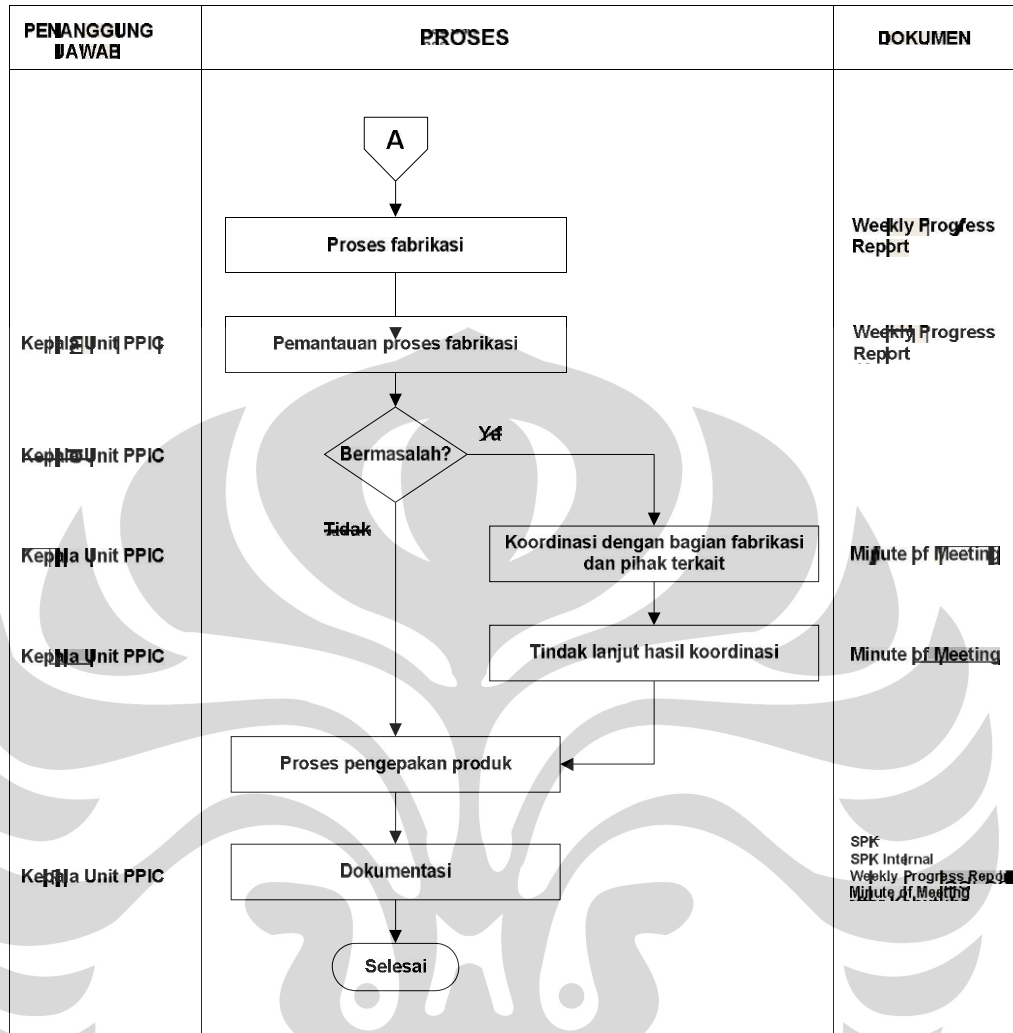 PENANGGUNG
JAWAB
PROSES
DOKUMEN
A
Proses fabrikasi
Weekly Progress
Report
Kepala Unit PPIC
Pemantauan proses fabrikasi
Weekly Progress
Report
Kepala Unit PPIC
Bermasalah?
Ya
Tidak
Kepala Unit PPIC
Koordinasi dengan bagian fabrikasi
dan pihak terkait
Minute of Meeting
Kepala Unit PPIC
Tindak lanjut hasil koordinasi
Minute of Meeting
Proses pengepakan produk
Kepala Unit PPIC
Dokumentasi
SPK
SPK Internal
Weekly Progress Report
Minute of Meeting
Selesai